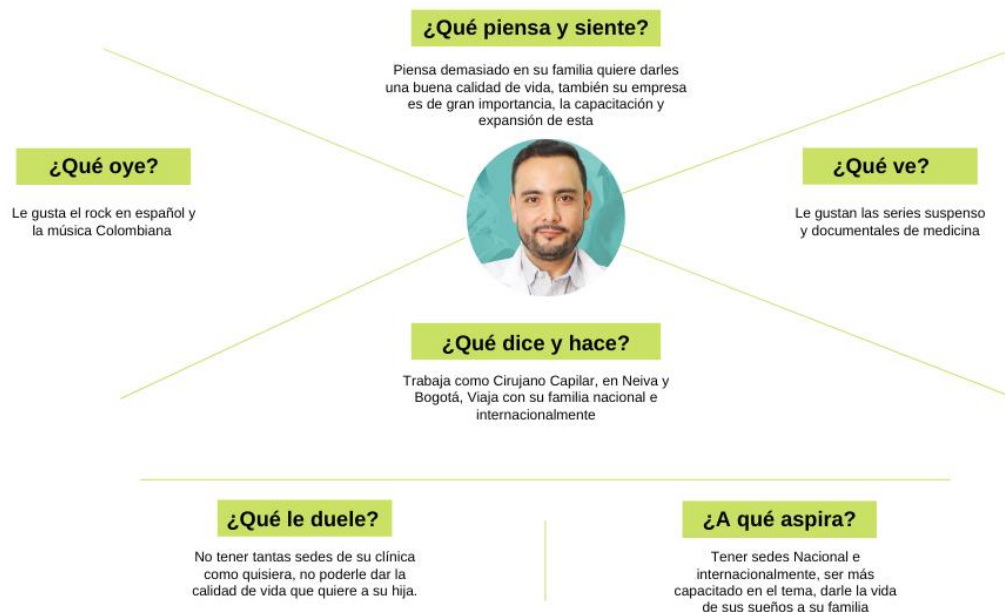 ¿Qué piensa y siente?
Piensa demasiado en su familia quiere darles
una buena calidad de vida, también su empresa
es de gran importancia, la capacitación y
expansión de esta
¿Qué oye?
Le gusta el rock en español y
la música Colombiana
¿Qué ve?
Le gustan las series suspenso
y documentales de medicina
¿Qué dice y hace?
Trabaja como Cirujano Capilar, en Neiva y
Bogotá, Viaja con su familia nacional e
internacionalmente
¿Qué le duele?
No tener tantas sedes de su clínica
como quisiera, no poderle dar la
calidad de vida que quiere a su hija.
¿A qué aspira?
Tener sedes Nacional e
internacionalmente, ser más
capacitado en el tema, darle la vida
de sus sueños a su familia